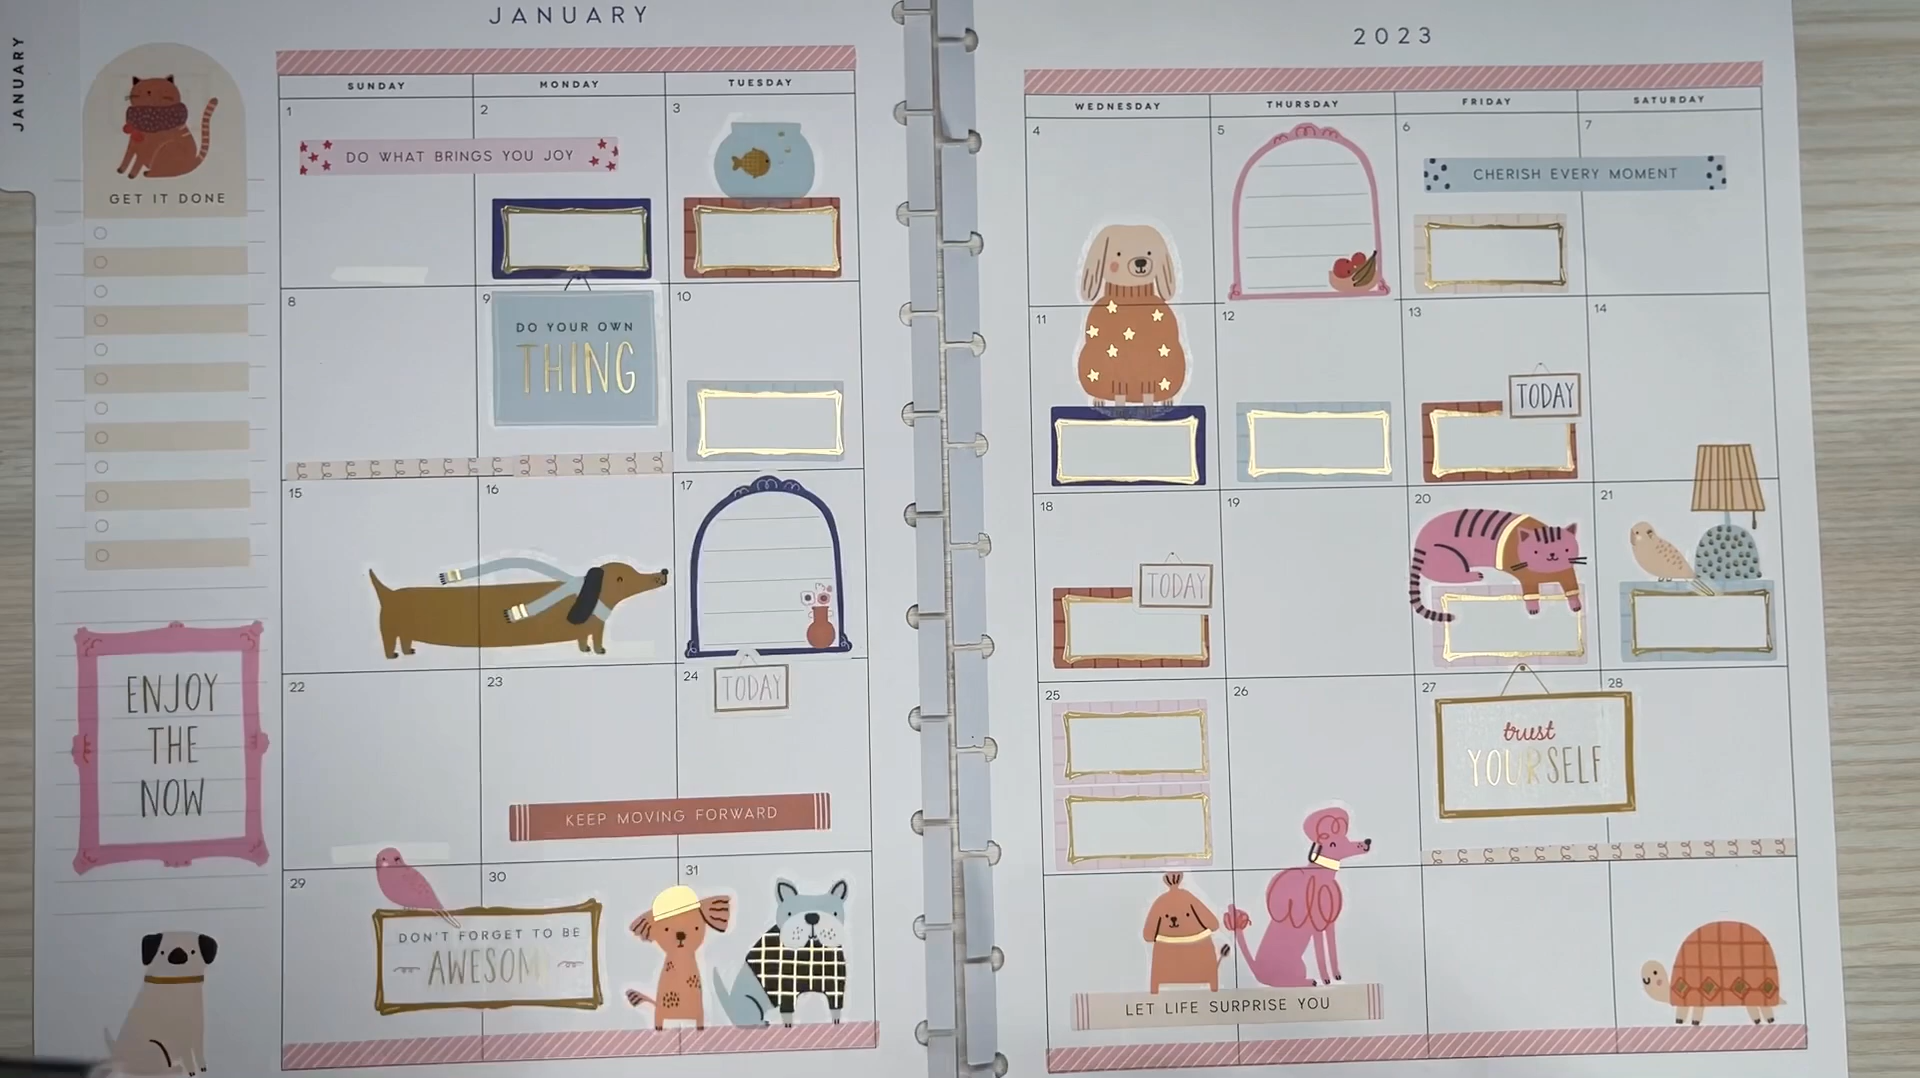 JANUARY
JANUARY
2023
SUNDAY
MONDAY
TUESDAY
WEDNESDAY
THURSDAY
FRIDAY
SATURDAY
GET IT DONE
ENJOY
THE
NOW
1
2
3
4
5
6
7
DO WHAT BRINGS YOU JOY
CHERISH EVERY MOMENT
8
9
10
11
12
13
14
DO YOUR OWN
THING
TODAY
15
16
17
18
19
20
21
TODAY
22
23
24
25
26
27
28
TODAY
trust
YOURSELF
KEEP MOVING FORWARD
29
30
31
DON'T FORGET TO BE
AWESOME
LET LIFE SURPRISE YOU